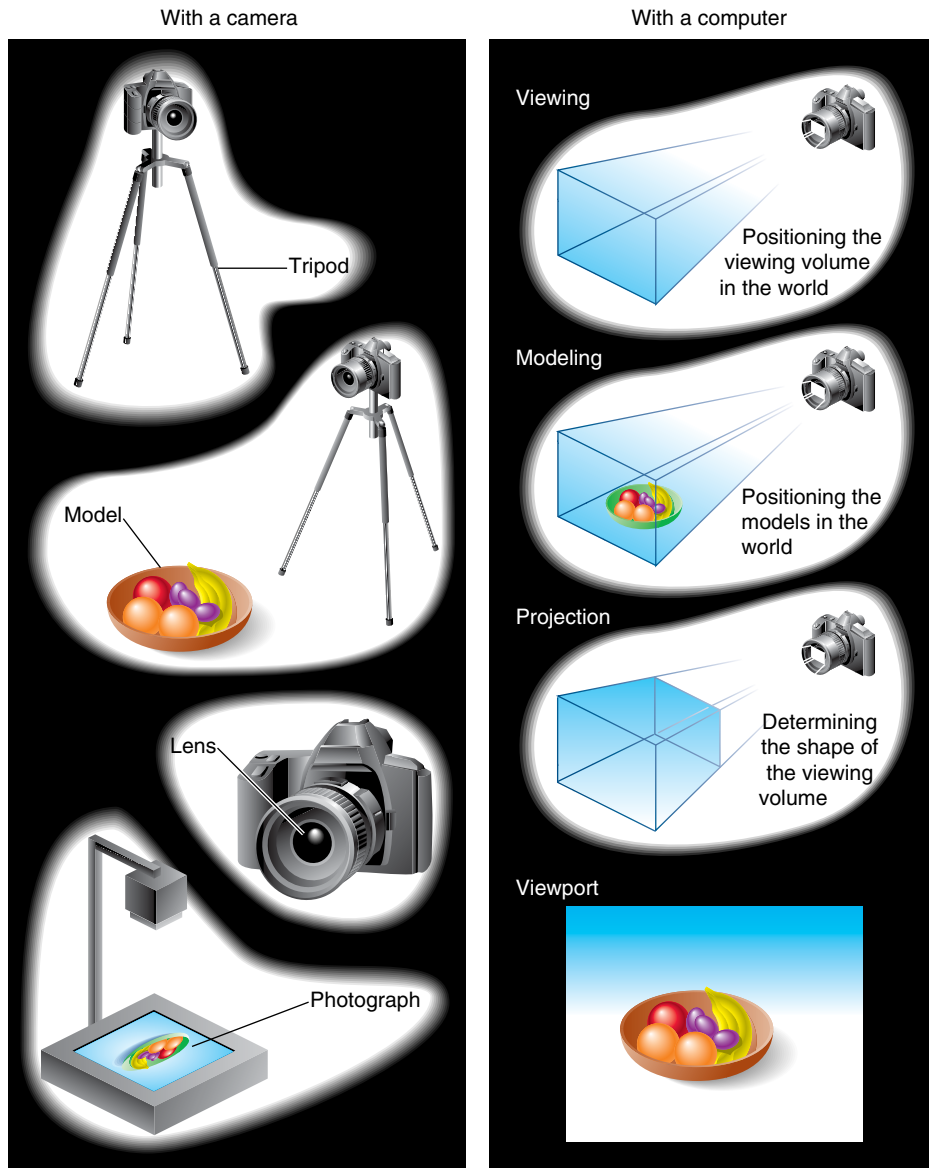 With a camera
Tripod
Model
Lens
Photograph
With a computer
Viewing
Positioning the
viewing volume
in the world
Modeling
Positioning the
models in the
world
Projection
Determining
the shape of
the viewing
volume
Viewport